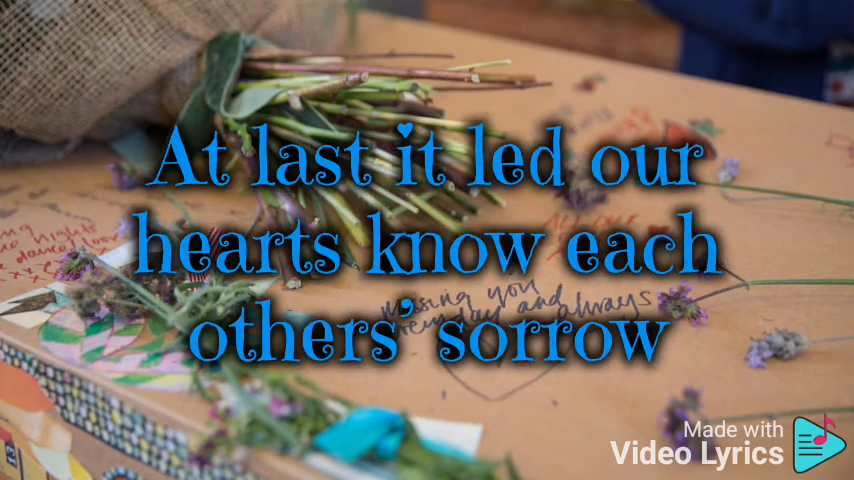 At last it led our
hearts know each
others’ sorrow
missing you
everyday and always
Made with
Video Lyrics